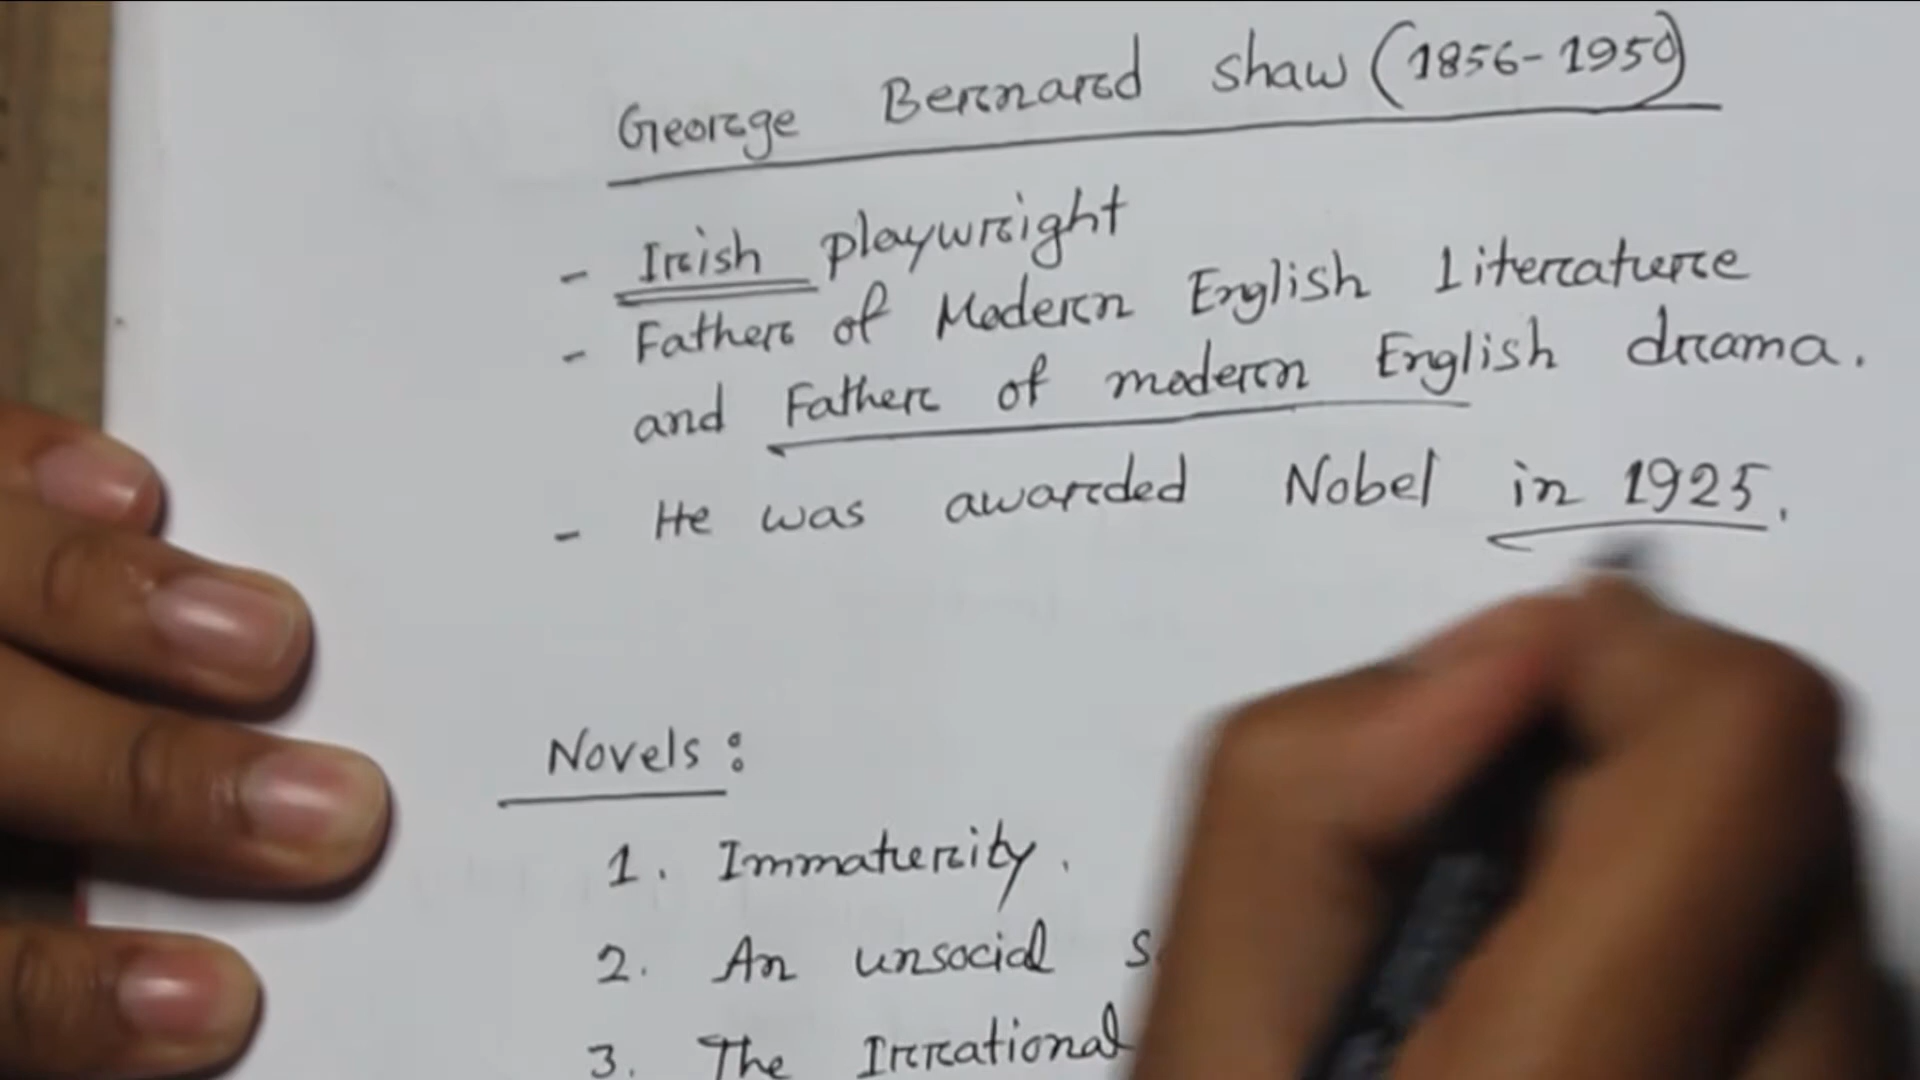 George Bernard shaw (1856-1950)
- Irish playwright
- Father of Modern English Literature
and Father of modern English drama.
- He was awarded Nobel in 1925.
Novels:
1. Immaturity.
2. An unsocial
3. The Irrational